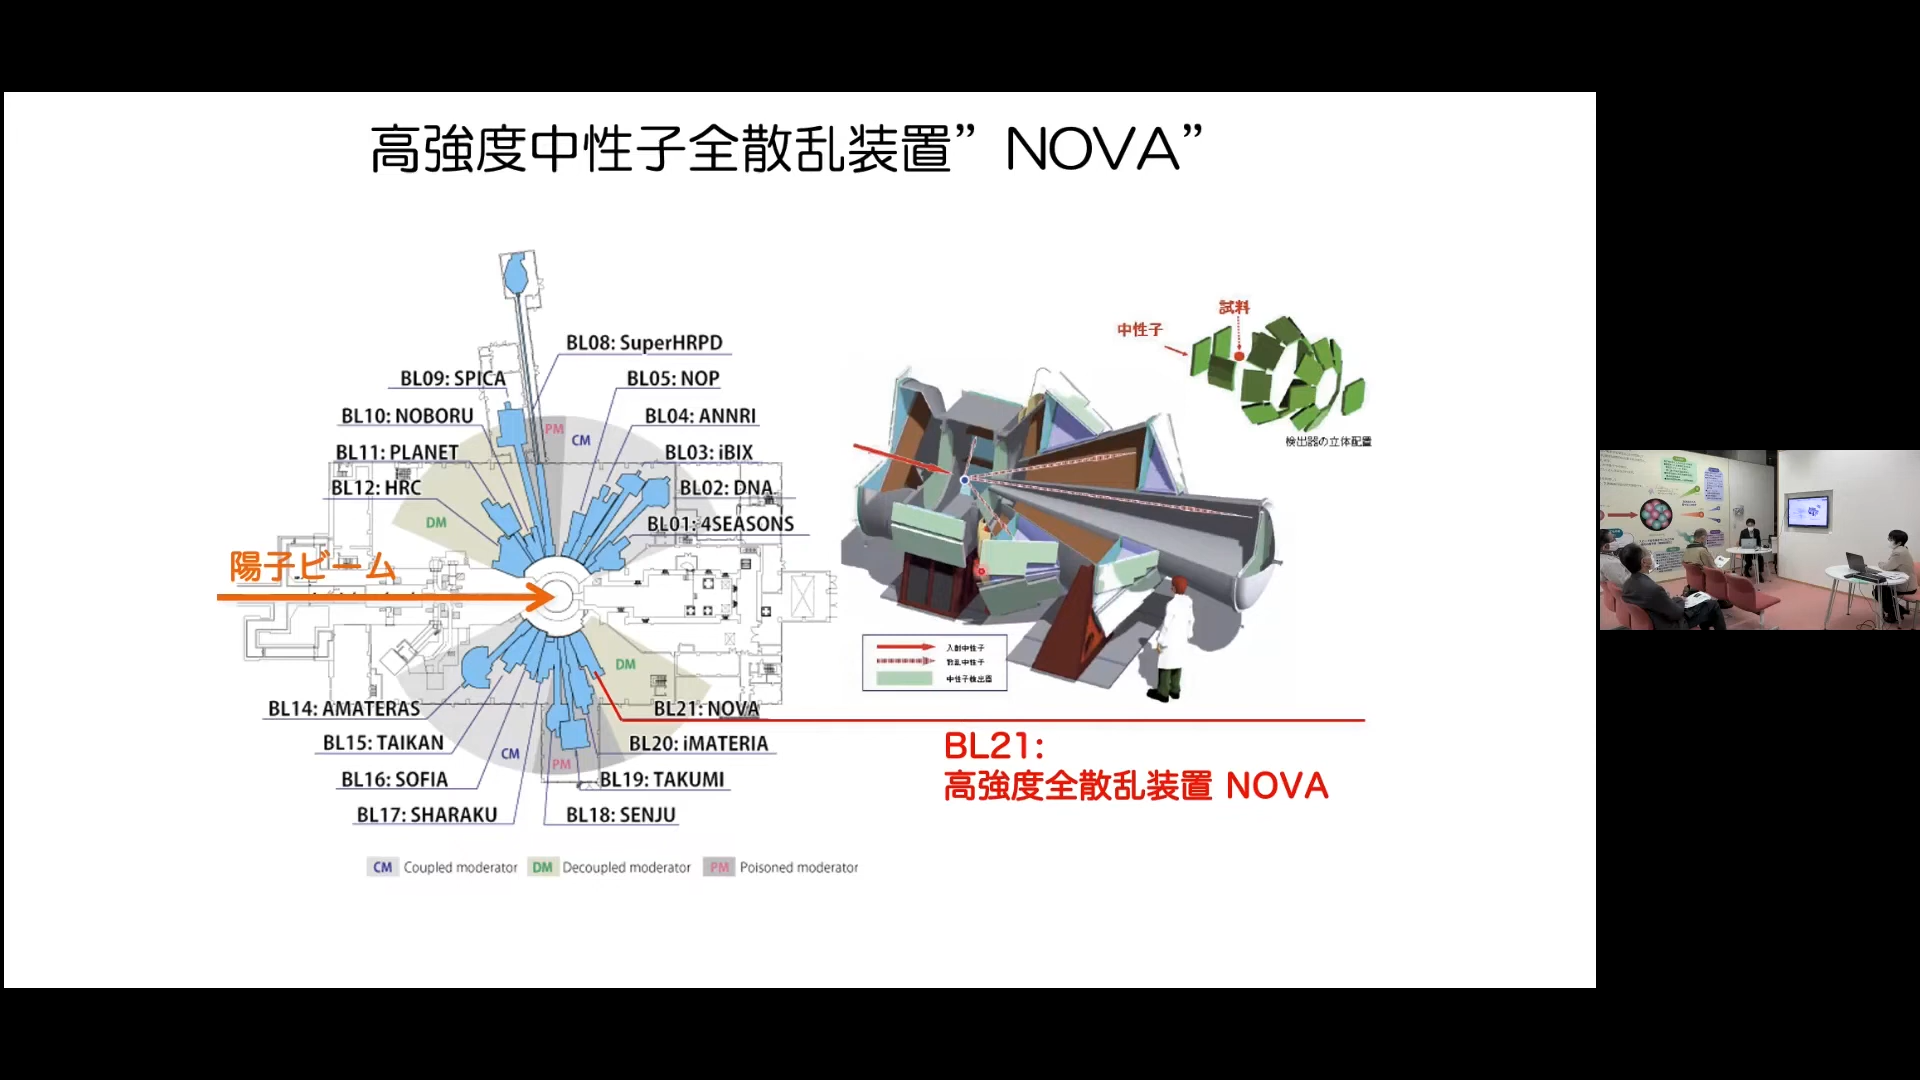 高強度中性子全散乱装置”NOVA”
BL08: SuperHRPD
BL09: SPICA
BL05: NOP
BL10: NOBORU
BL04: ANNRI
BL11: PLANET
BL03: iBIX
BL12: HRC
BL02: DNA
BL01: 4SEASONS
PM
CM
DM
陽子ビーム
DM
BL14: AMATERAS
BL21: NOVA
BL15: TAIKAN
BL20: iMATERIA
CM
PM
BL16: SOFIA
BL19: TAKUMI
BL17: SHARAKU
BL18: SENJU
CM Coupled moderator DM Decoupled moderator PM Poisoned moderator
試料
中性子
検出器の立体配置
入射中性子
散乱中性子
中性子検出器
BL21:
高強度全散乱装置 NOVA